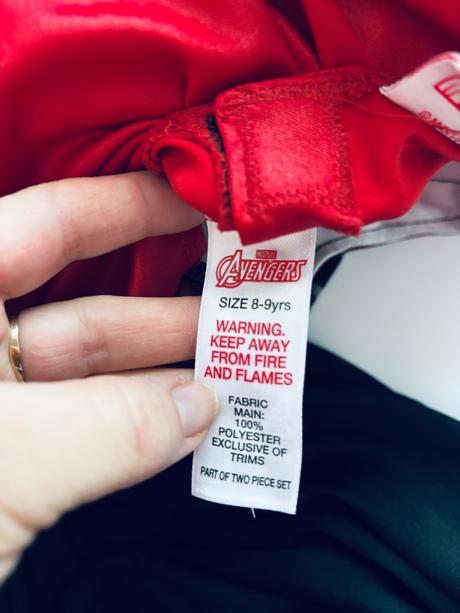 MARVEL
AVENGERS
SIZE 8-9yrs
WARNING.
KEEP AWAY
FROM FIRE
AND FLAMES
FABRIC
MAIN:
100%
POLYESTER
EXCLUSIVE OF
TRIMS
PART OF TWO PIECE SET